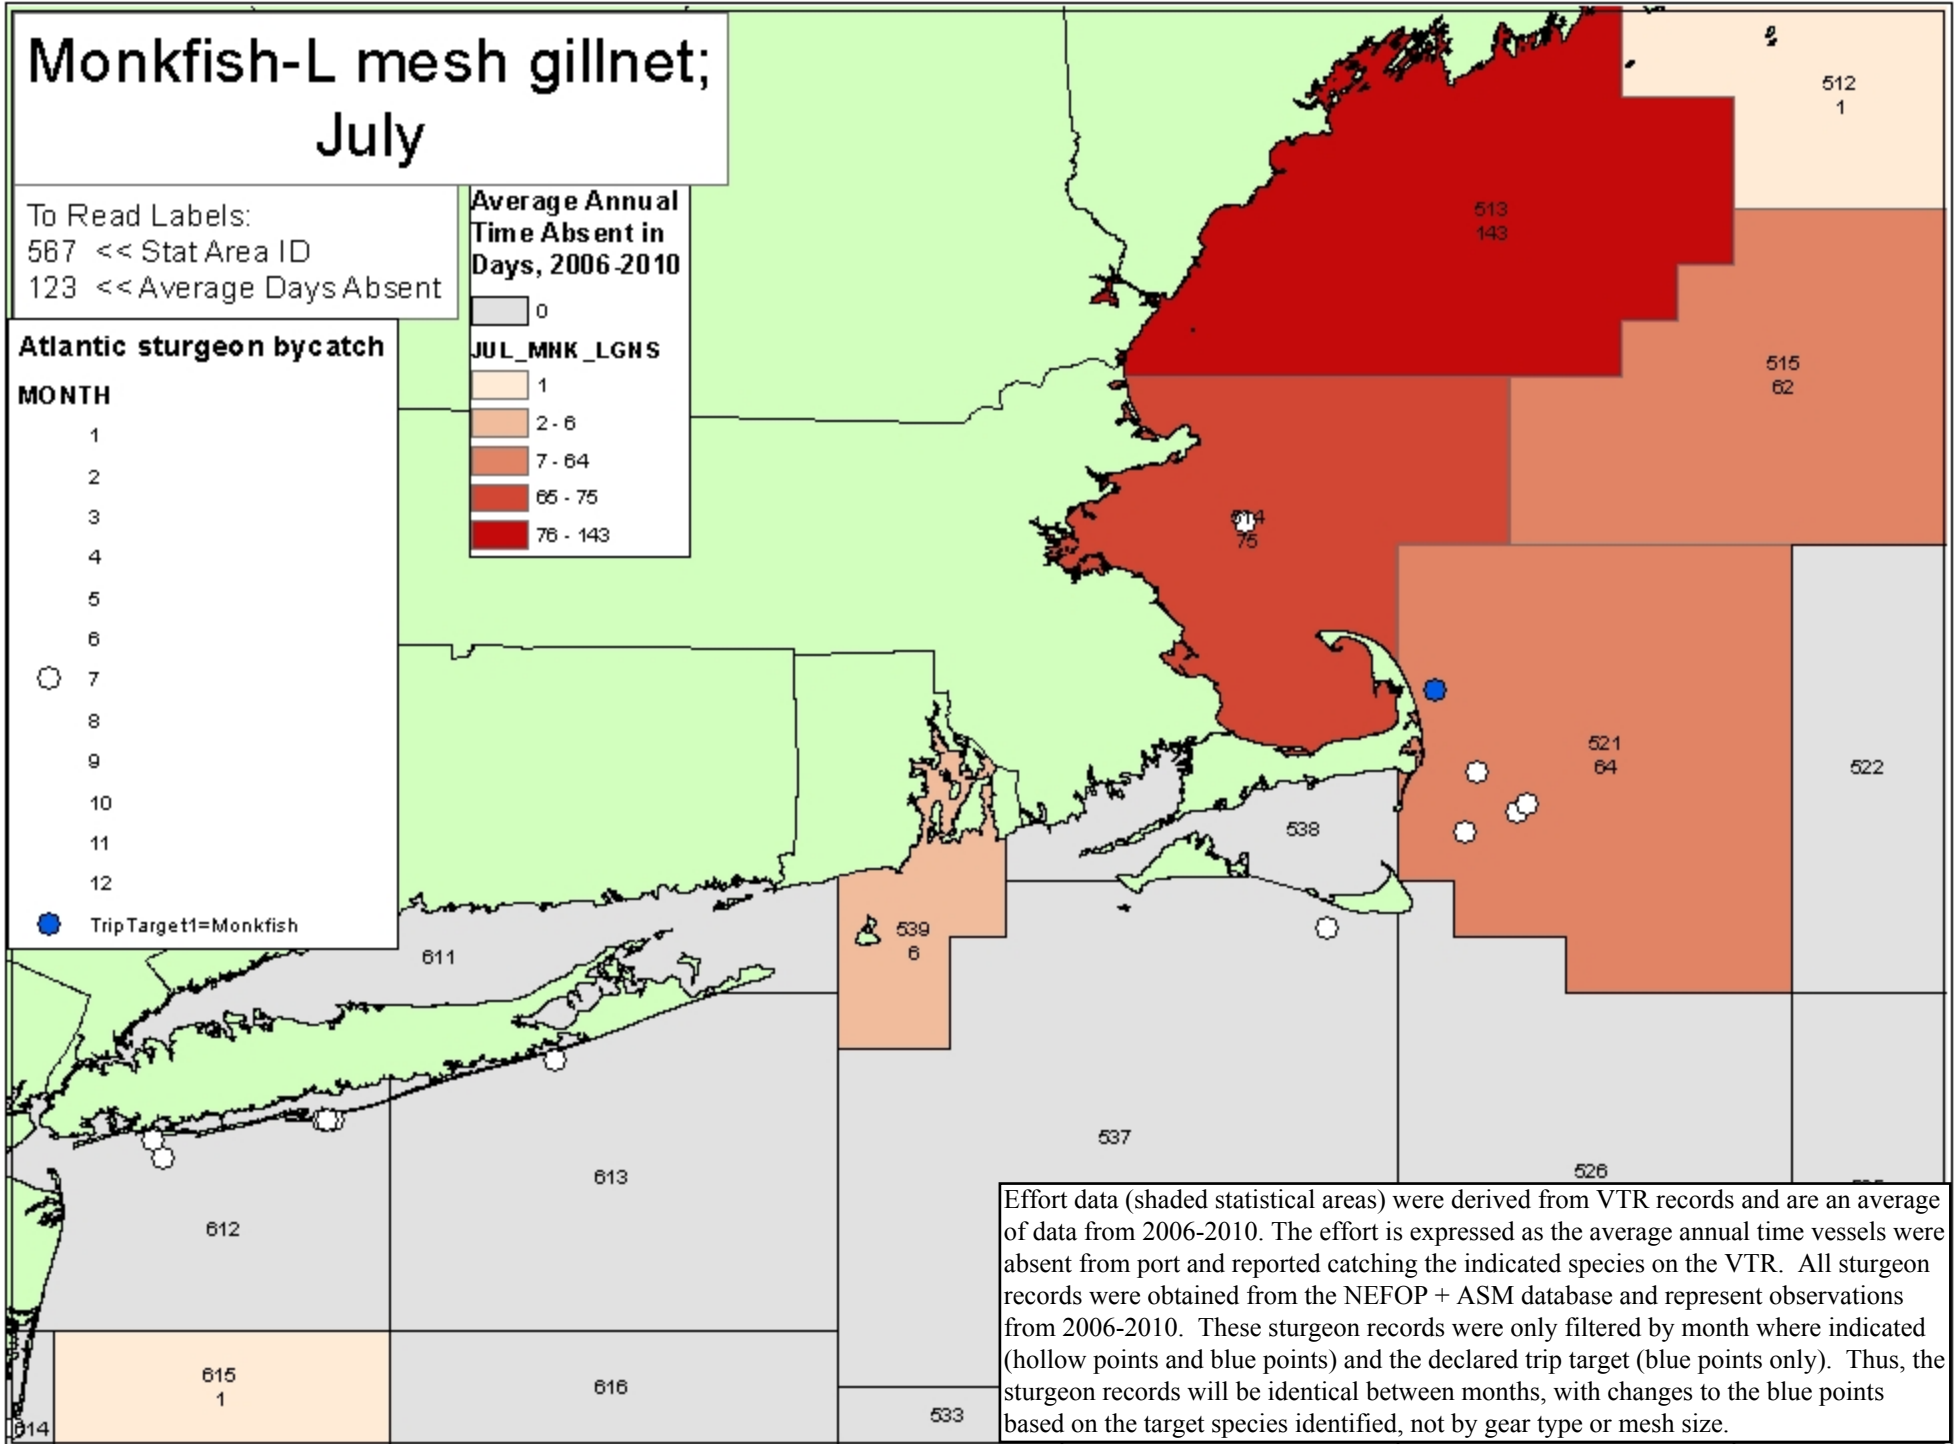 Monkfish-L mesh gillnet;
July
To Read Labels:
567 << Stat Area ID
123 << Average Days Absent
Average Annual
Time Absent in
Days, 2006-2010
0
JUL_MNK_LGNS
1
2 - 6
7 - 64
65 - 75
76 - 143
Atlantic sturgeon bycatch
MONTH
1
2
3
4
5
6
7
8
9
10
11
12
TripTarget1=Monkfish
512
1
513
143
515
62
514
75
521
64
522
538
539
6
611
537
526
613
612
615
1
616
533
614
Effort data (shaded statistical areas) were derived from VTR records and are an average
of data from 2006-2010. The effort is expressed as the average annual time vessels were
absent from port and reported catching the indicated species on the VTR. All sturgeon
records were obtained from the NEFOP + ASM database and represent observations
from 2006-2010. These sturgeon records were only filtered by month where indicated
(hollow points and blue points) and the declared trip target (blue points only). Thus, the
sturgeon records will be identical between months, with changes to the blue points
based on the target species identified, not by gear type or mesh size.